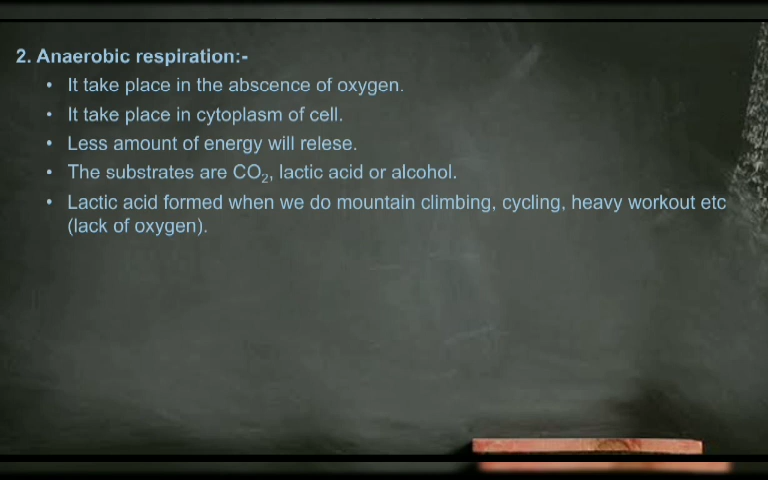 2. Anaerobic respiration:-
• It take place in the abscence of oxygen.
• It take place in cytoplasm of cell.
• Less amount of energy will relese.
• The substrates are CO₂, lactic acid or alcohol.
• Lactic acid formed when we do mountain climbing, cycling, heavy workout etc
(lack of oxygen).